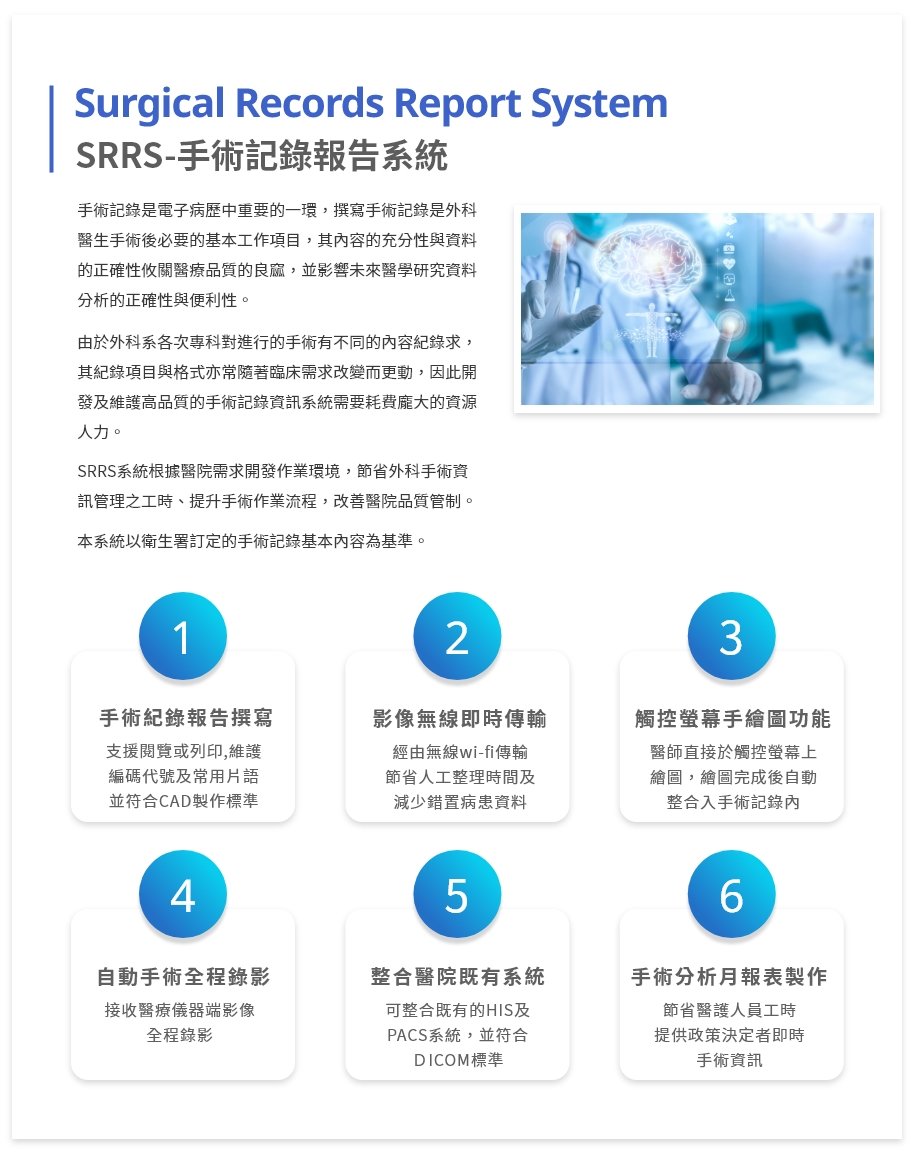 Surgical Records Report System
SRRS-手術記錄報告系統
手術記錄是電子病歷中重要的一環，撰寫手術記錄是外科
醫生手術後必要的基本工作項目，其內容的充分性與資料
的正確性攸關醫療品質的良窳，並影響未來醫學研究資料
分析的正確性與便利性。
由於外科系各次專科對進行的手術有不同的內容紀錄求，
其紀錄項目與格式亦常隨著臨床需求改變而更動，因此開
發及維護高品質的手術記錄資訊系統需要耗費龐大的資源
人力。
SRRS系統根據醫院需求開發作業環境，節省外科手術資
訊管理之工時、提升手術作業流程，改善醫院品質管制。
本系統以衛生署訂定的手術記錄基本內容為基準。
1
手術紀錄報告撰寫
支援閱覽或列印,維護
編碼代號及常用片語
並符合CAD製作標準
2
影像無線即時傳輸
經由無線wi-fi傳輸
節省人工整理時間及
減少錯置病患資料
3
觸控螢幕手繪圖功能
醫師直接於觸控螢幕上
繪圖，繪圖完成後自動
整合入手術記錄內
4
自動手術全程錄影
接收醫療儀器端影像
全程錄影
5
整合醫院既有系統
可整合既有的HIS及
PACS系統，並符合
DICOM標準
6
手術分析月報表製作
節省醫護人員工時
提供政策決定者即時
手術資訊